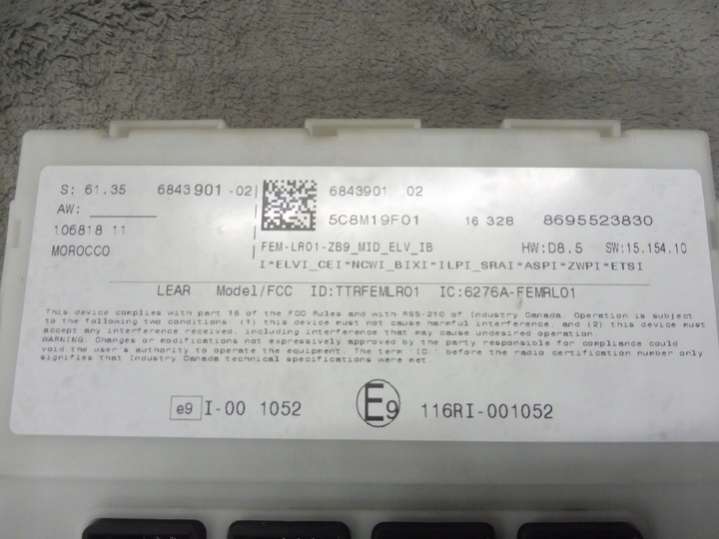 S: 61.35 6843901 -02 6843901 02
AW:
5C8M19F01 16 328 8695523830
106818 11
MOROCCO FEM-LR01-ZB9_MID_ELV_IB HW:D8.5 SW:15.154.10
I*ELVI_CEI*NCWI_BIXI*ILPI_SRAI*ASPI*ZWPI*ETSI
LEAR Model/FCC ID:TTRFEMLR01 IC:6276A-FEMRL01
This device complies with part 15 of the FCC Rules and with RSS-210 of Industry Canada. Operation is subject
to the following two conditions: (1) this device must not cause harmful interference, and (2) this device must
accept any interference received, including interference that may cause undesired operation.
WARNING: Changes or modifications not expressively approved by the party responsible for compliance could
void the user's authority to operate the equipment. The term "IC:" before the radio certification number only
signifies that Industry Canada technical specifications were met.
e9 I-00 1052 E9 116RI-001052